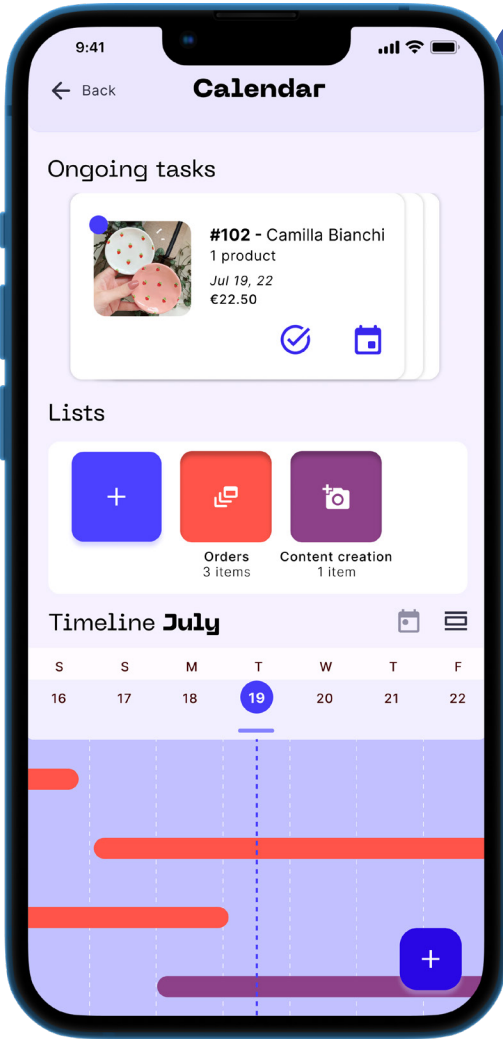 9:41
Back
Calendar
Ongoing tasks
#102 - Camilla Bianchi
1 product
Jul 19, 22
€22.50
Lists
Orders
3 items
Content creation
1 item
Timeline July
S S M T W T F
16 17 18 19 20 21 22